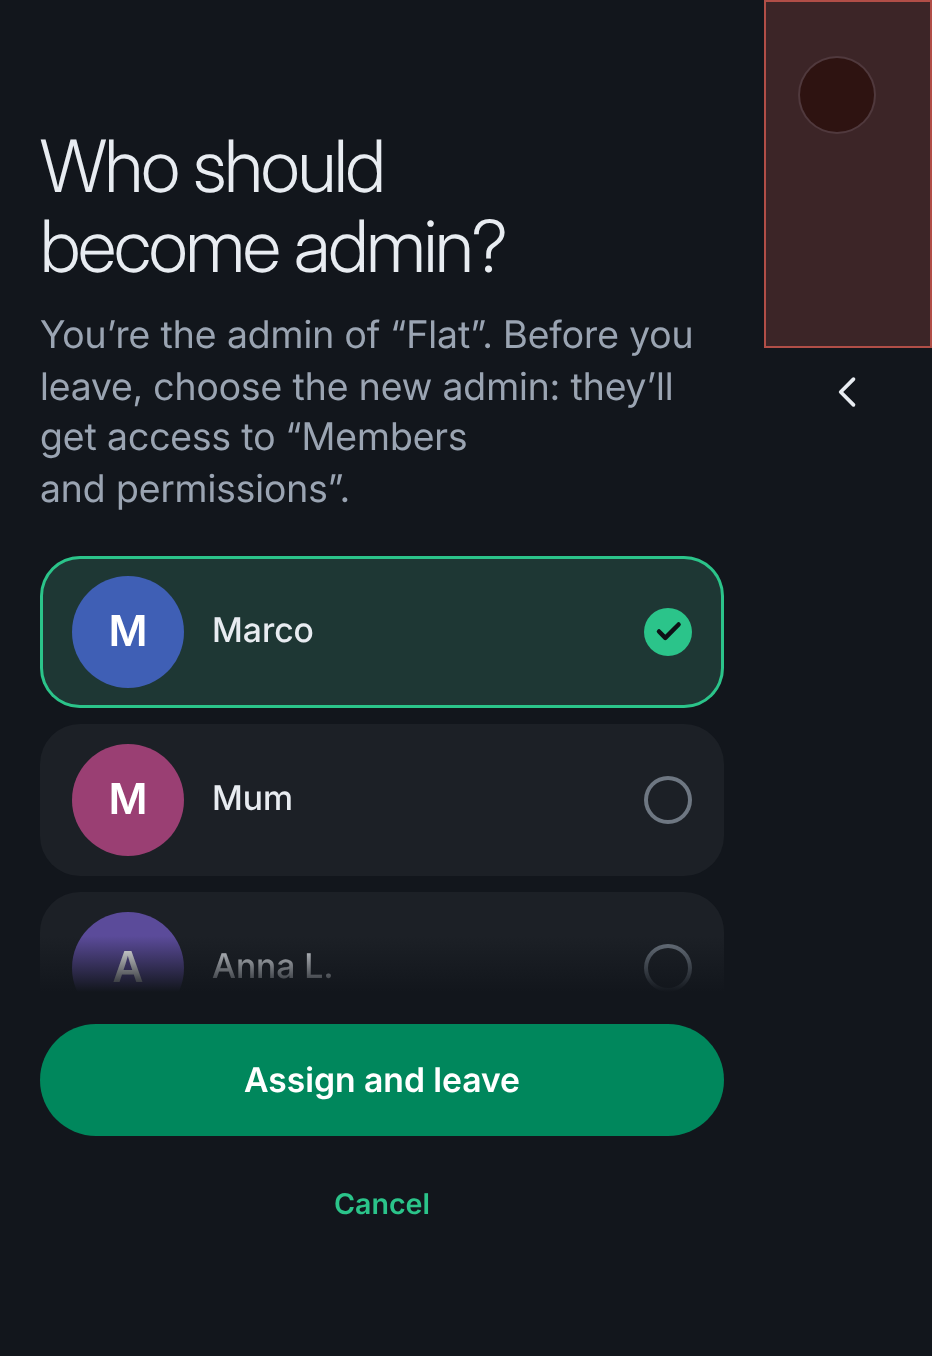 Who should
become admin?
You’re the admin of “Flat”. Before you
leave, choose the new admin: they’ll
get access to “Members
and permissions”.
M
Marco
M
Mum
A
Anna L.
Assign and leave
Cancel